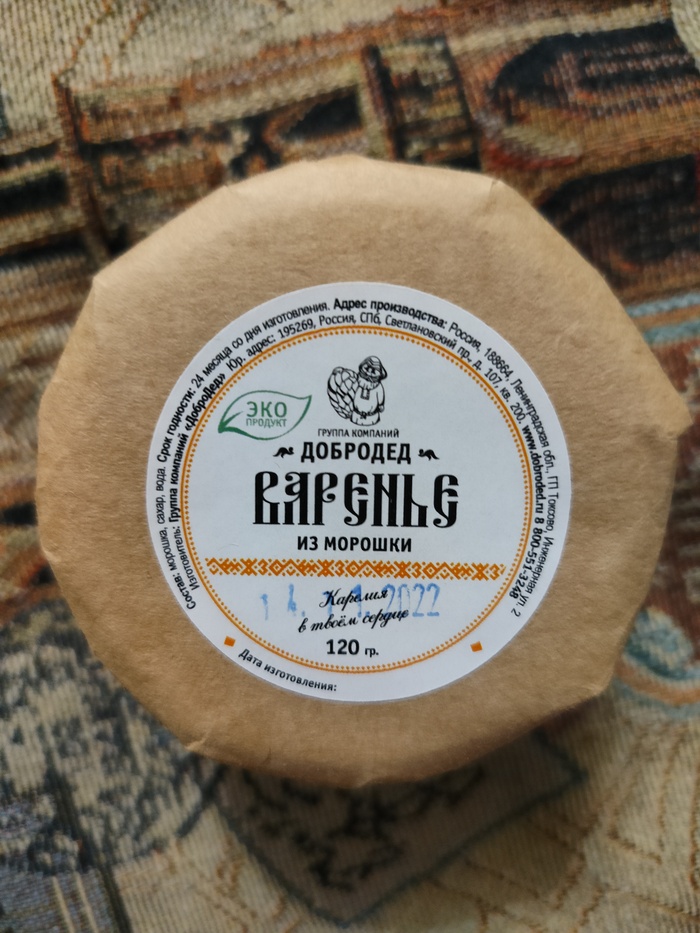 Состав: морошка, сахар, вода. Срок годности: 24 месяца со дня изготовления. Адрес производства: Россия, 188664, Ленинградская обл., ГП Токсово, Инженерная ул. 2
Изготовитель: Группа компаний «ДоброДед» Юр. адрес: 195269, Россия, СПб, Светлановский пр., д. 107, кв. 200, www.dobroded.ru 8 800-551-3248
ЭКО
ПРОДУКТ
ГРУППА КОМПАНИЙ
ДОБРОДЕД
ВАРЕНЬЕ
ИЗ МОРОШКИ
Карелия
в твоём сердце
2022
120 гр.
Дата изготовления: